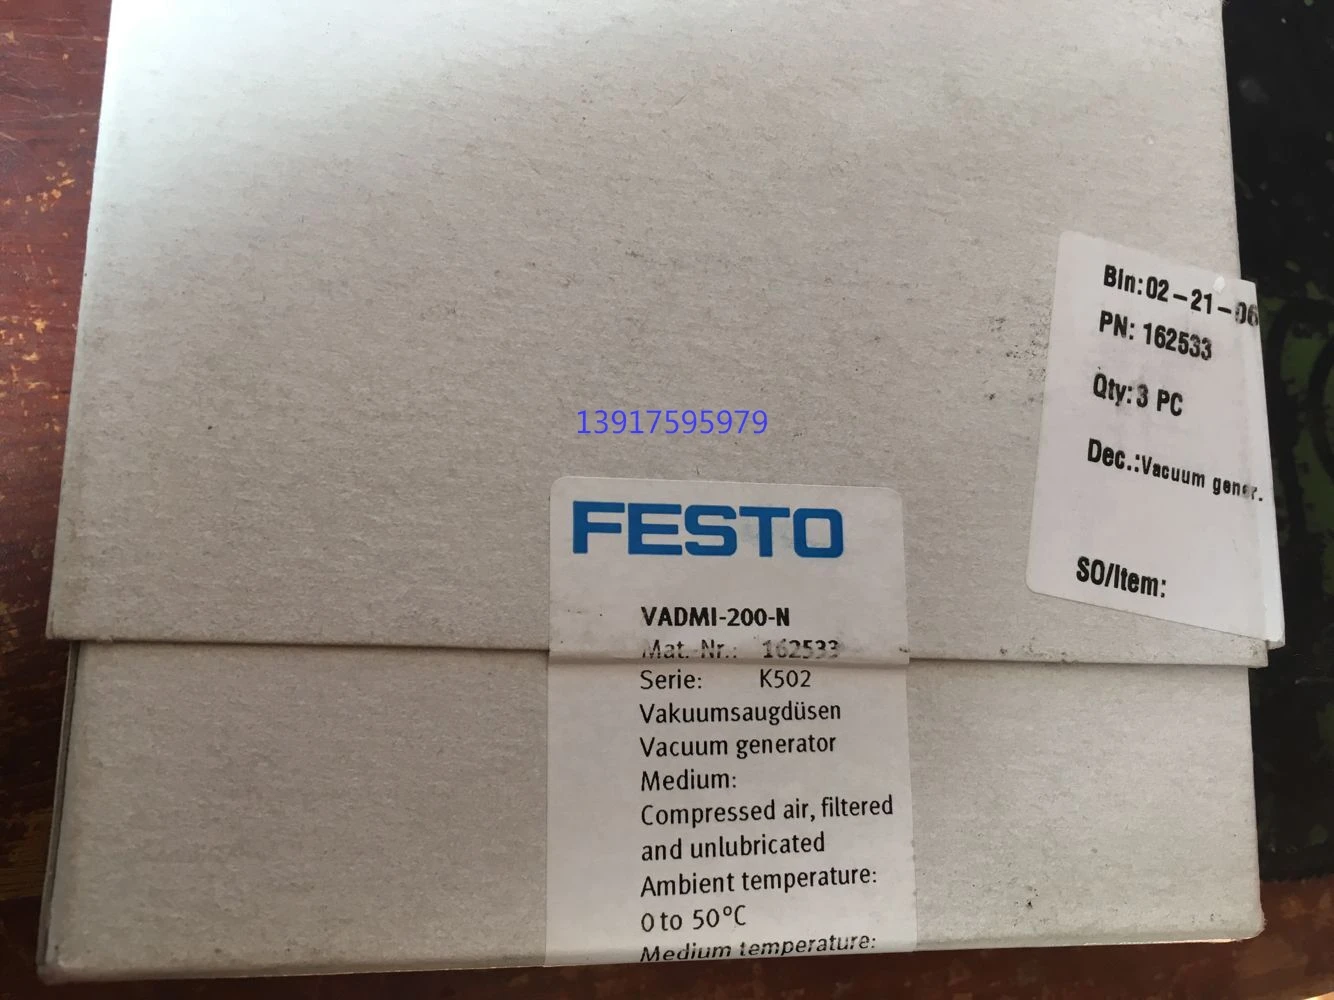 Bin:02-21-06
PN: 162533
Qty:3 PC
Dec.:Vacuum gener.
SO/Item:
13917595979
FESTO
VADMI-200-N
Mat.-Nr.: 162533
Serie: K502
Vakuumsaugdüsen
Vacuum generator
Medium:
Compressed air, filtered
and unlubricated
Ambient temperature:
0 to 50°C
Medium temperature: